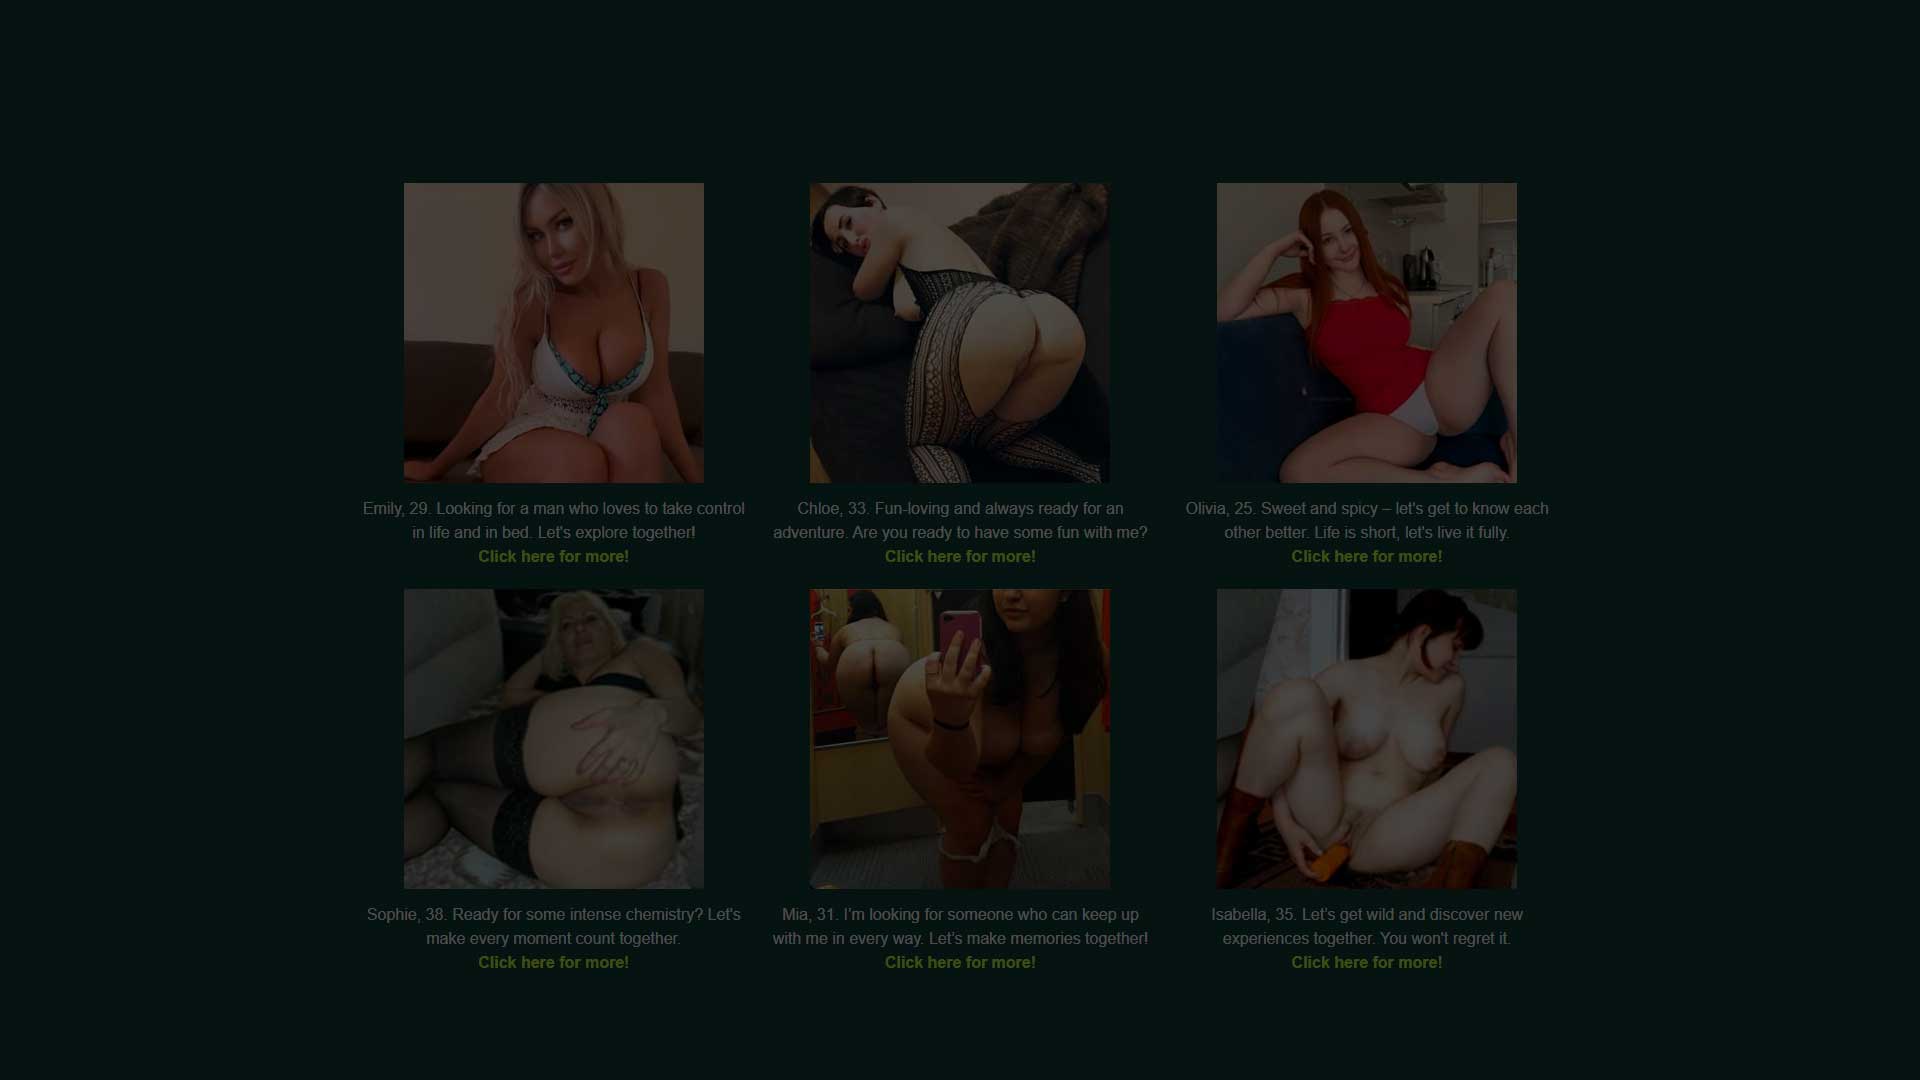 Emily, 29. Looking for a man who loves to take control
in life and in bed. Let's explore together!
Click here for more!
Chloe, 33. Fun-loving and always ready for an
adventure. Are you ready to have some fun with me?
Click here for more!
Olivia, 25. Sweet and spicy – let's get to know each
other better. Life is short, let's live it fully.
Click here for more!
Sophie, 38. Ready for some intense chemistry? Let's
make every moment count together.
Click here for more!
Mia, 31. I’m looking for someone who can keep up
with me in every way. Let’s make memories together!
Click here for more!
Isabella, 35. Let’s get wild and discover new
experiences together. You won't regret it.
Click here for more!